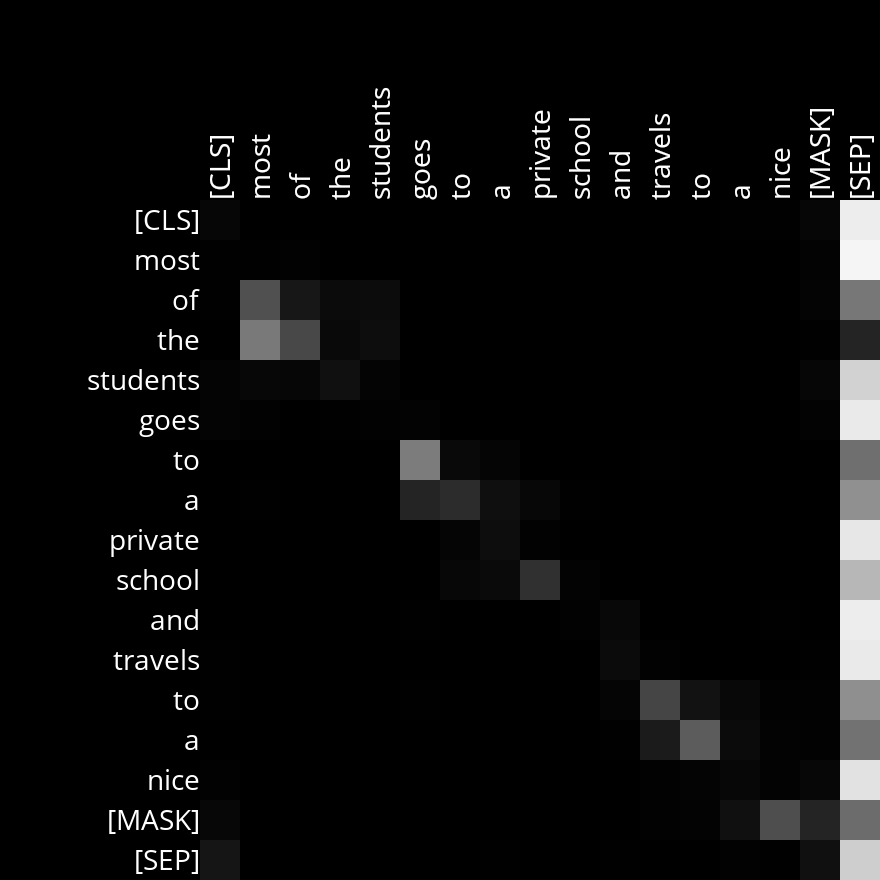 [CLS] most of the students goes to a private school and travels to a nice [MASK] [SEP]
[CLS]
most
of
the
students
goes
to
a
private
school
and
travels
to
a
nice
[MASK]
[SEP]